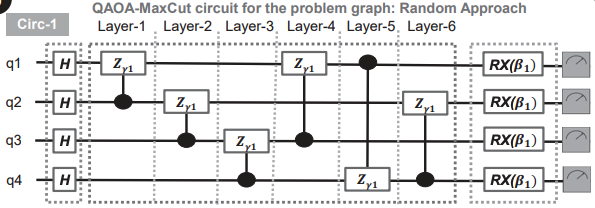 QAOA-MaxCut circuit for the problem graph: Random Approach
Circ-1 Layer-1 Layer-2 Layer-3 Layer-4 Layer-5 Layer-6
q1 H Zγ1 Zγ1 RX(β1)
q2 H Zγ1 Zγ1 RX(β1)
q3 H Zγ1 RX(β1)
q4 H Zγ1 RX(β1)